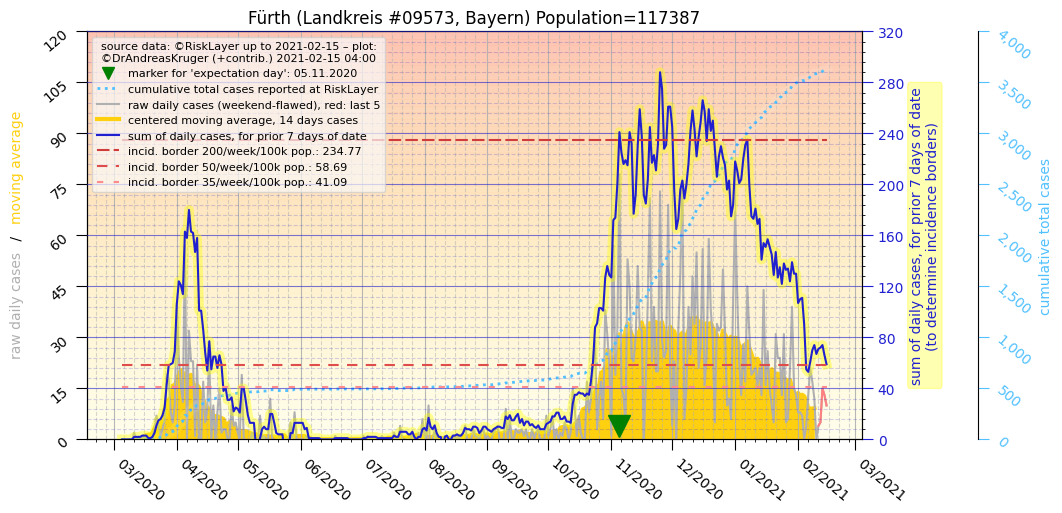 Fürth (Landkreis #09573, Bayern) Population=117387
source data: ©RiskLayer up to 2021-02-15 – plot:
©DrAndreasKruger (+contrib.) 2021-02-15 04:00
marker for 'expectation day': 05.11.2020
cumulative total cases reported at RiskLayer
raw daily cases (weekend-flawed), red: last 5
centered moving average, 14 days cases
sum of daily cases, for prior 7 days of date
incid. border 200/week/100k pop.: 234.77
incid. border 50/week/100k pop.: 58.69
incid. border 35/week/100k pop.: 41.09
raw daily cases / moving average
120
105
90
75
60
45
30
15
0
320
280
240
200
160
120
80
40
0
sum of daily cases, for prior 7 days of date
(to determine incidence borders)
4,000
3,500
3,000
2,500
2,000
1,500
1,000
500
0
cumulative total cases
03/2020
04/2020
05/2020
06/2020
07/2020
08/2020
09/2020
10/2020
11/2020
12/2020
01/2021
02/2021
03/2021